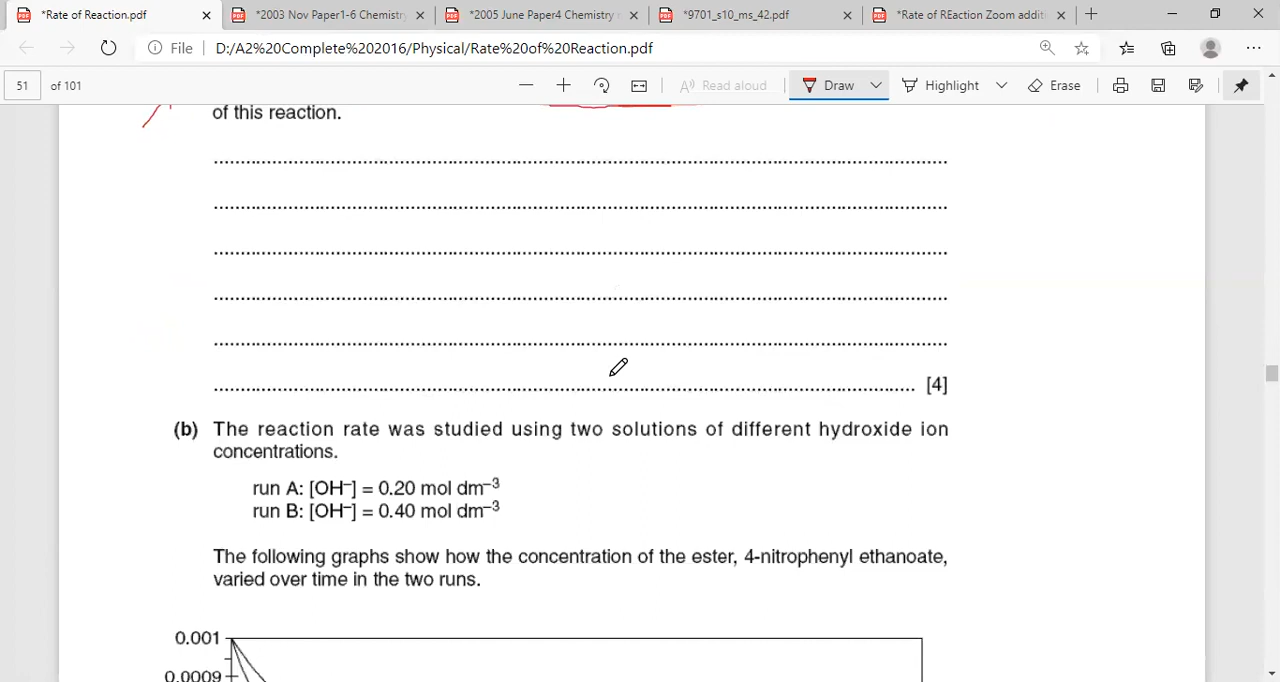 *Rate of Reaction.pdf
*2003 Nov Paper1-6 Chemistry
*2005 June Paper4 Chemistry
*9701_s10_ms_42.pdf
*Rate of REaction Zoom additi
File D:/A2%20Complete%202016/Physical/Rate%20of%20Reaction.pdf
51 of 101
Read aloud
Draw
Highlight
Erase
of this reaction.
[4]
(b) The reaction rate was studied using two solutions of different hydroxide ion
concentrations.
run A: [OH⁻] = 0.20 mol dm⁻³
run B: [OH⁻] = 0.40 mol dm⁻³
The following graphs show how the concentration of the ester, 4-nitrophenyl ethanoate,
varied over time in the two runs.
0.001
0.0009